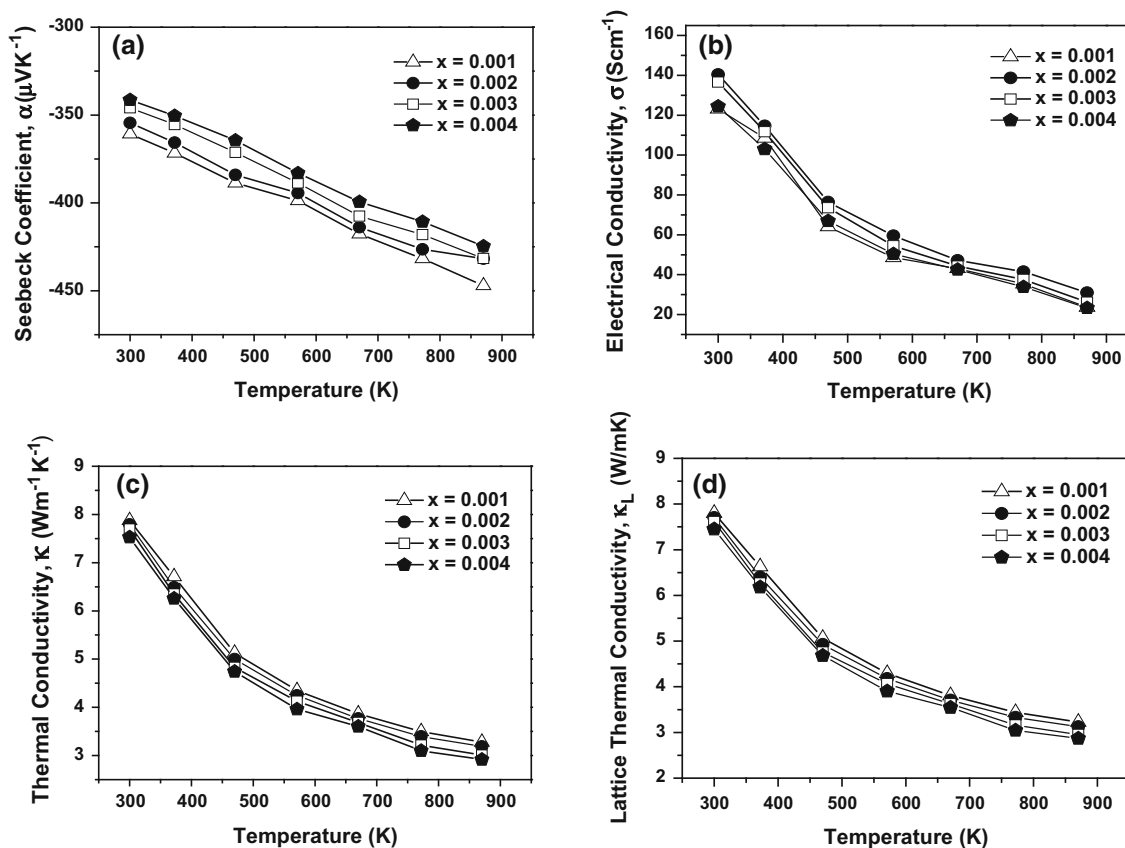 (a)
x = 0.001
x = 0.002
x = 0.003
x = 0.004
-300
-350
-400
-450
Seebeck Coefficient, α(μVK⁻¹)
300 400 500 600 700 800 900
Temperature (K)
(b)
x = 0.001
x = 0.002
x = 0.003
x = 0.004
160
140
120
100
80
60
40
20
Electrical Conductivity, σ(Scm⁻¹)
300 400 500 600 700 800 900
Temperature (K)
(c)
x = 0.001
x = 0.002
x = 0.003
x = 0.004
9
8
7
6
5
4
3
Thermal Conductivity, κ (Wm⁻¹K⁻¹)
300 400 500 600 700 800 900
Temperature (K)
(d)
x = 0.001
x = 0.002
x = 0.003
x = 0.004
9
8
7
6
5
4
3
2
Lattice Thermal Conductivity, κL (W/mK)
300 400 500 600 700 800 900
Temperature (K)